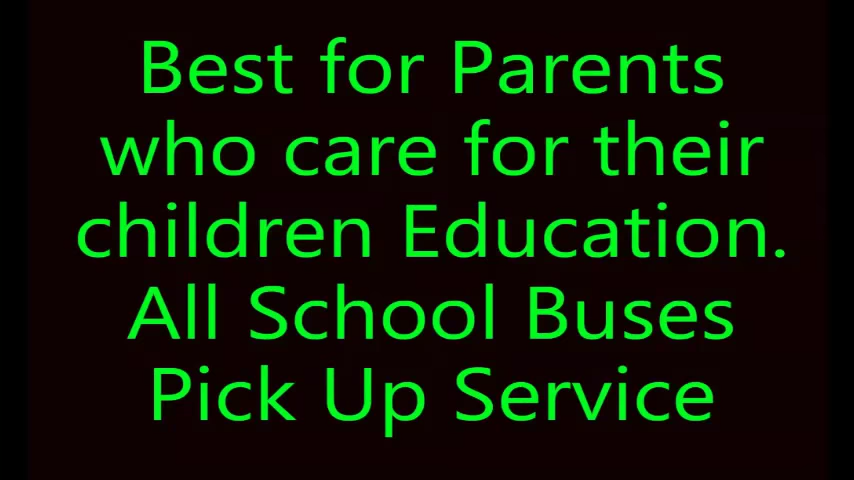 Best for Parents
who care for their
children Education.
All School Buses
Pick Up Service